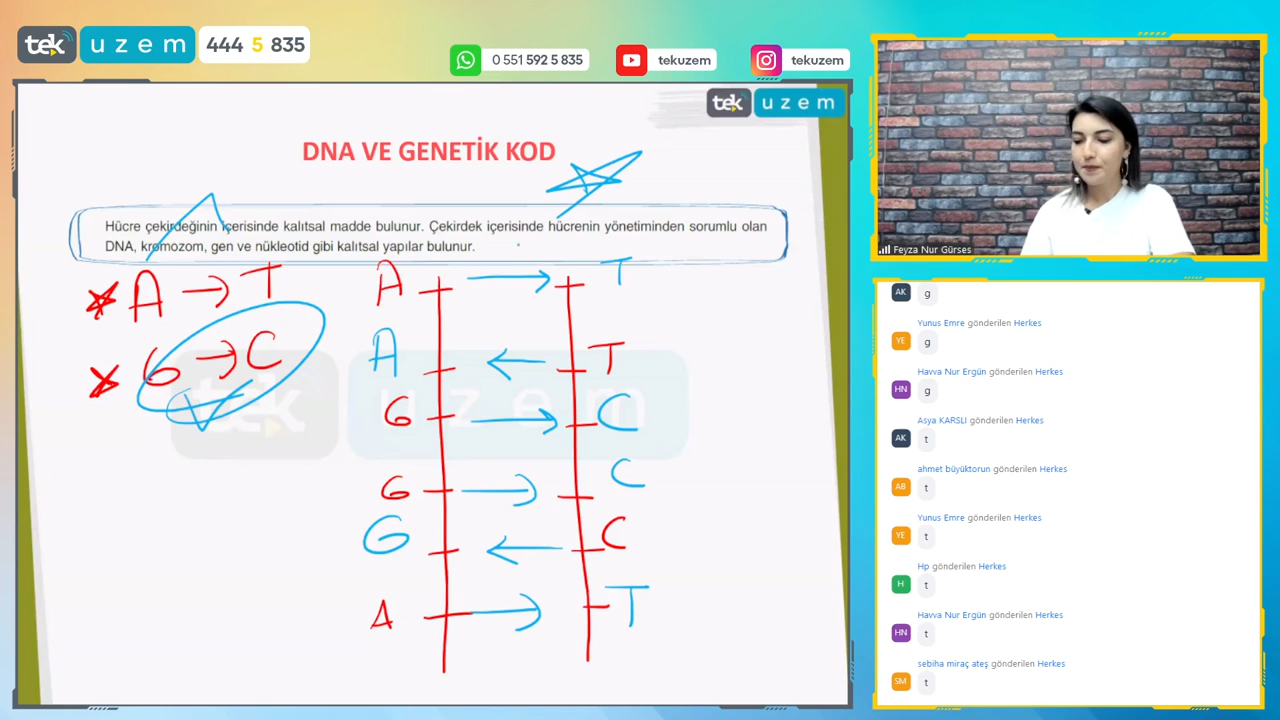 tek uzem 444 5 835
0 551 592 5 835 tekuzem tekuzem
tek uzem
DNA VE GENETİK KOD
Hücre çekirdeğinin içerisinde kalıtsal madde bulunur. Çekirdek içerisinde hücrenin yönetiminden sorumlu olan
DNA, kromozom, gen ve nükleotid gibi kalıtsal yapılar bulunur.
A → T
G → C
A → T
A ← T
G → C
G → C
G ← C
A → T
tek uzem
Feyza Nur Gürses
AK g
Yunus Emre gönderilen Herkes
YE g
Havva Nur Ergün gönderilen Herkes
HN g
Asya KARSLI gönderilen Herkes
AK t
ahmet büyüktorun gönderilen Herkes
AB t
Yunus Emre gönderilen Herkes
YE t
Hp gönderilen Herkes
H t
Havva Nur Ergün gönderilen Herkes
HN t
sebiha miraç ateş gönderilen Herkes
SM t